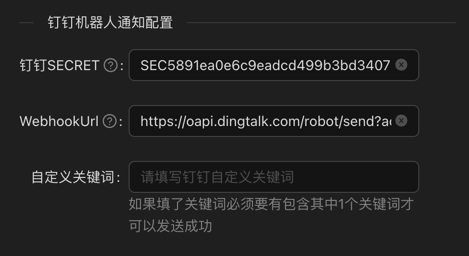 钉钉机器人通知配置
钉钉SECRET ? : SEC5891ea0e6c9eadcd499b3bd3407
WebhookUrl ? : https://oapi.dingtalk.com/robot/send?ac
自定义关键词 : 请填写钉钉自定义关键词
如果填了关键词必须要有包含其中1个关键词才
可以发送成功